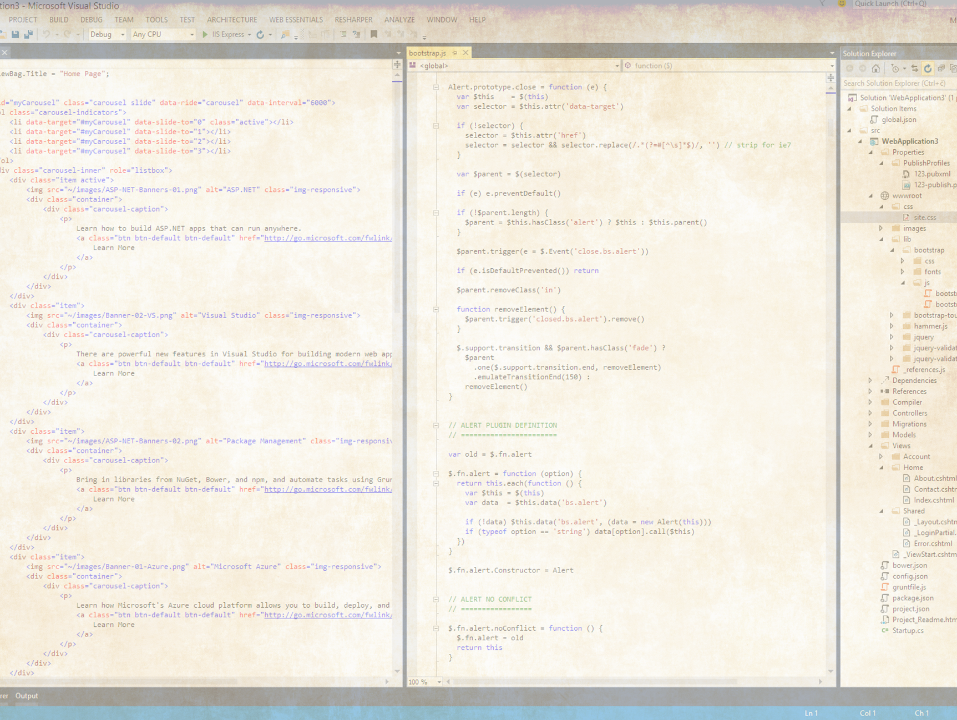 tion3 - Microsoft Visual Studio
Quick Launch (Ctrl+Q)
PROJECT BUILD DEBUG TEAM TOOLS TEST ARCHITECTURE WEB ESSENTIALS RESHARPER ANALYZE WINDOW HELP
Debug Any CPU IIS Express
ewBag.Title = "Home Page";
d="myCarousel" class="carousel slide" data-ride="carousel" data-interval="6000">
l class="carousel-indicators">
<li data-target="#myCarousel" data-slide-to="0" class="active"></li>
<li data-target="#myCarousel" data-slide-to="1"></li>
<li data-target="#myCarousel" data-slide-to="2"></li>
<li data-target="#myCarousel" data-slide-to="3"></li>
ol>
class="carousel-inner" role="listbox">
<div class="item active">
<img src="~/images/ASP-NET-Banners-01.png" alt="ASP.NET" class="img-responsive"
<div class="container">
<div class="carousel-caption">
<p>
Learn how to build ASP.NET apps that can run anywhere.
<a class="btn btn-default btn-default" href="http://go.microsoft.com/fwlink/
Learn More
</a>
</p>
</div>
</div>
</div>
<div class="item">
<img src="~/images/Banner-02-VS.png" alt="Visual Studio" class="img-responsive"
<div class="container">
<div class="carousel-caption">
<p>
There are powerful new features in Visual Studio for building modern web app
<a class="btn btn-default btn-default" href="http://go.microsoft.com/fwlink/
Learn More
</a>
</p>
</div>
</div>
</div>
<div class="item">
<img src="~/images/ASP-NET-Banners-02.png" alt="Package Management" class="img-responsiv
<div class="container">
<div class="carousel-caption">
<p>
Bring in libraries from NuGet, Bower, and npm, and automate tasks using Grun
<a class="btn btn-default btn-default" href="http://go.microsoft.com/fwlink/
Learn More
</a>
</p>
</div>
</div>
</div>
<div class="item">
<img src="~/images/Banner-01-Azure.png" alt="Microsoft Azure" class="img-responsive">
<div class="container">
<div class="carousel-caption">
<p>
Learn how Microsoft's Azure cloud platform allows you to build, deploy, and
<a class="btn btn-default btn-default" href="http://go.microsoft.com/fwlink/
Learn More
</a>
</p>
</div>
</div>
</div>
Output
bootstrap.js
<global> function (!)
Alert.prototype.close = function (e) {
var $this    = $(this)
var selector = $this.attr('data-target')
if (!selector) {
selector = $this.attr('href')
selector = selector && selector.replace(/.*(?=#[^\s]*$)/, '') // strip for ie7
}
var $parent = $(selector)
if (e) e.preventDefault()
if (!$parent.length) {
$parent = $this.hasClass('alert') ? $this : $this.parent()
}
$parent.trigger(e = $.Event('close.bs.alert'))
if (e.isDefaultPrevented()) return
$parent.removeClass('in')
function removeElement() {
$parent.trigger('closed.bs.alert').remove()
}
$.support.transition && $parent.hasClass('fade') ?
$parent
.one($.support.transition.end, removeElement)
.emulateTransitionEnd(150) :
removeElement()
}
// ALERT PLUGIN DEFINITION
// =======================
var old = $.fn.alert
$.fn.alert = function (option) {
return this.each(function () {
var $this = $(this)
var data  = $this.data('bs.alert')
if (!data) $this.data('bs.alert', (data = new Alert(this)))
if (typeof option == 'string') data[option].call($this)
})
}
$.fn.alert.Constructor = Alert
// ALERT NO CONFLICT
// =================
$.fn.alert.noConflict = function () {
$.fn.alert = old
return this
}
100 %
Solution Explorer
Search Solution Explorer (Ctrl+;)
Solution 'WebApplication3' (1 p
Solution Items
global.json
src
WebApplication3
Properties
PublishProfiles
123.pubxml
123-publish.p
wwwroot
css
site.css
images
lib
bootstrap
css
fonts
js
bootst
bootst
bootstrap-tou
hammer.js
jquery
jquery-validat
jquery-validat
_references.js
Dependencies
References
Compiler
Controllers
Migrations
Models
Views
Account
Home
About.cshtml
Contact.cshtm
Index.cshtml
Shared
_Layout.cshtm
_LoginPartial.
Error.cshtml
_ViewStart.cshtm
bower.json
config.json
gruntfile.js
package.json
project.json
Project_Readme.htm
Startup.cs
Ln 1 Col 1 Ch 1